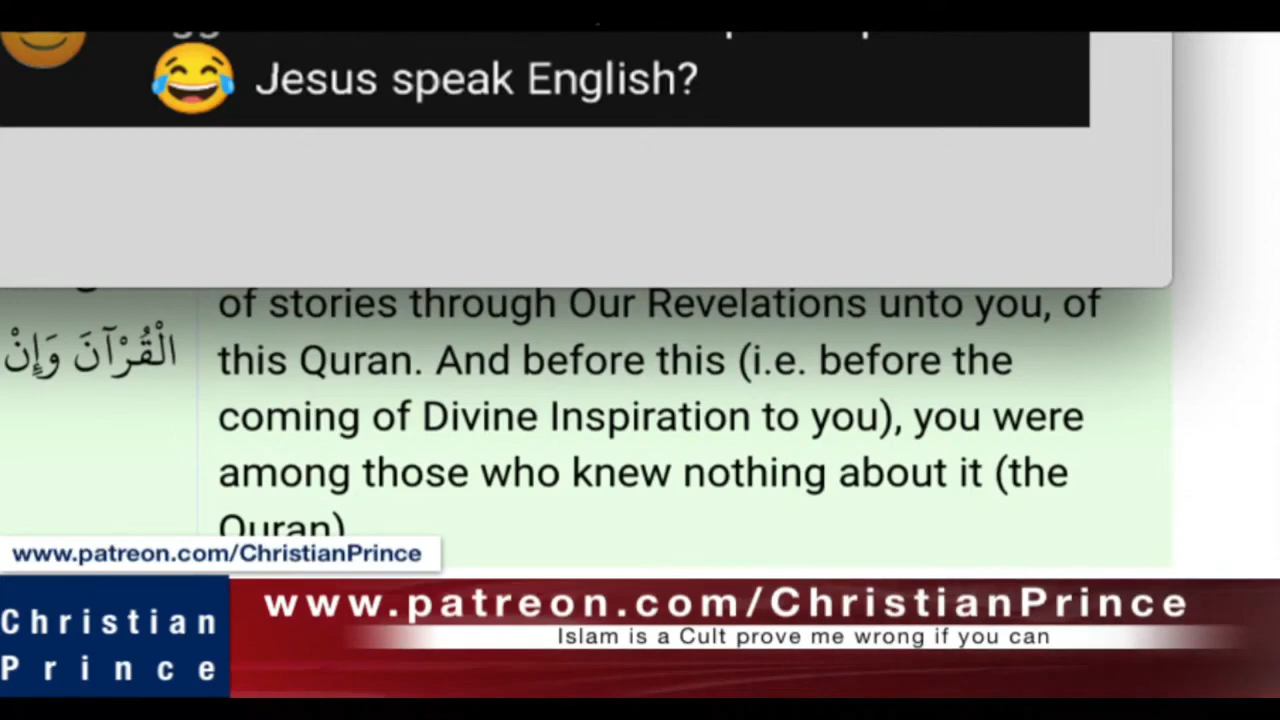 Jesus speak English?
of stories through Our Revelations unto you, of
الْقُرْآنَ وَإِنْ
this Quran. And before this (i.e. before the
coming of Divine Inspiration to you), you were
among those who knew nothing about it (the
Quran)
www.patreon.com/ChristianPrince
Christian
Prince
www.patreon.com/ChristianPrince
Islam is a Cult prove me wrong if you can